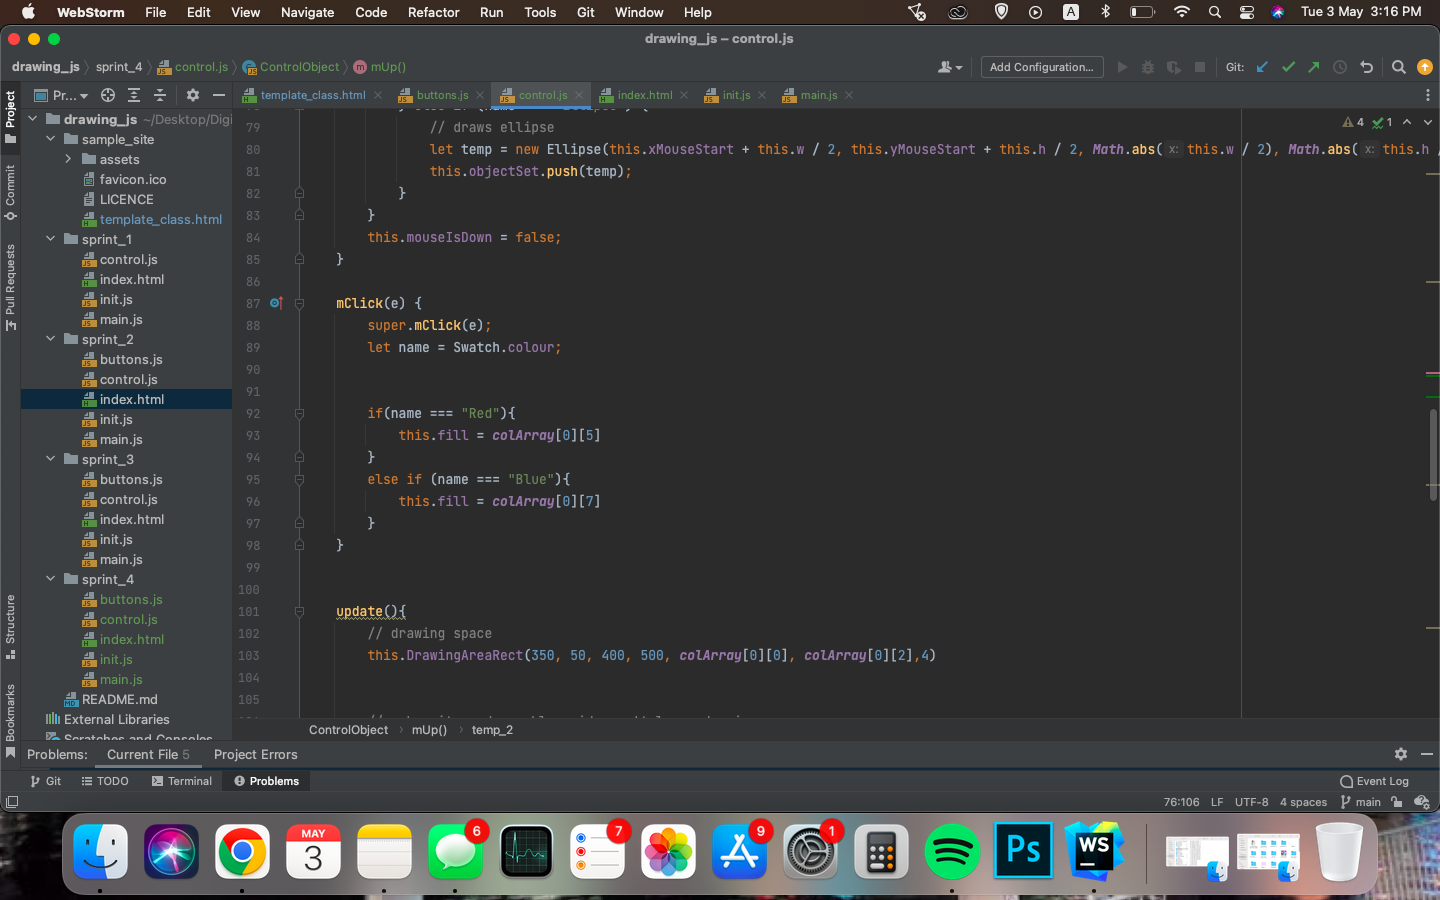 WebStorm File Edit View Navigate Code Refactor Run Tools Git Window Help A Tue 3 May 3:16 PM
drawing_js – control.js
drawing_js sprint_4 control.js ControlObject m mUp() Add Configuration... Git:
Project Pr... template_class.html buttons.js control.js index.html init.js main.js
drawing_js ~/Desktop/Digi
sample_site
assets
favicon.ico
LICENCE
template_class.html
sprint_1
control.js
index.html
init.js
main.js
sprint_2
buttons.js
control.js
index.html
init.js
main.js
sprint_3
buttons.js
control.js
index.html
init.js
main.js
sprint_4
buttons.js
control.js
index.html
init.js
main.js
README.md
External Libraries
Scratches and Consoles
Commit
Pull Requests
Structure
Bookmarks
4 1
79 // draws ellipse
80 let temp = new Ellipse(this.xMouseStart + this.w / 2, this.yMouseStart + this.h / 2, Math.abs( x: this.w / 2), Math.abs( x: this.h /
81 this.objectSet.push(temp);
82 }
83 }
84 this.mouseIsDown = false;
85 }
86
87 mClick(e) {
88 super.mClick(e);
89 let name = Swatch.colour;
90
91
92 if(name === "Red"){
93 this.fill = colArray[0][5]
94 }
95 else if (name === "Blue"){
96 this.fill = colArray[0][7]
97 }
98 }
99
100
101 update(){
102 // drawing space
103 this.DrawingAreaRect(350, 50, 400, 500, colArray[0][0], colArray[0][2],4)
104
105
ControlObject mUp() temp_2
Problems: Current File 5 Project Errors
Git TODO Terminal Problems Event Log
76:106 LF UTF-8 4 spaces main
MAY
3
6
7
9
1
Ps
WS